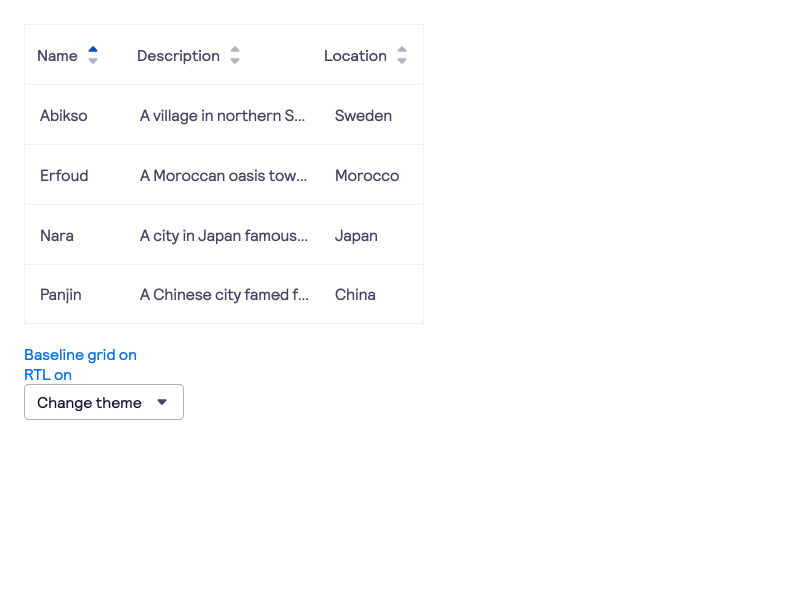 Name Description Location
Abikso A village in northern S... Sweden
Erfoud A Moroccan oasis tow... Morocco
Nara A city in Japan famous... Japan
Panjin A Chinese city famed f... China
Baseline grid on
RTL on
Change theme